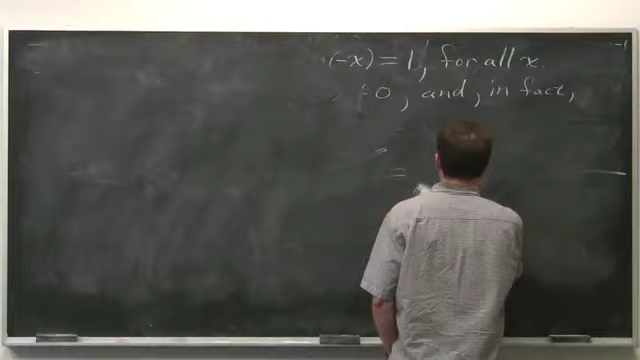 (-x) = 1, for all x.
≠ 0, and, in fact,
=
=